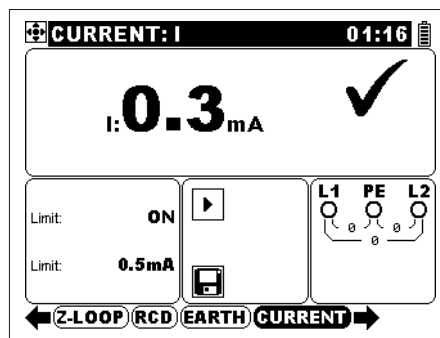 CURRENT: I 01:16
I: 0.3 mA
Limit: ON
Limit: 0.5mA
L1 PE L2
0 0
0
Z-LOOP RCD EARTH CURRENT